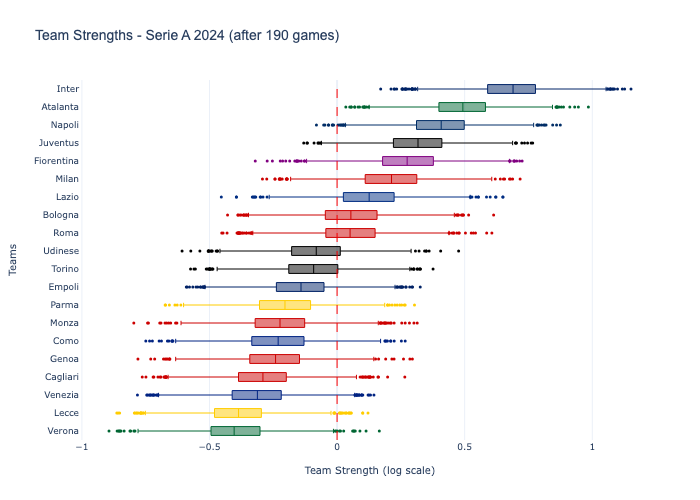 Team Strengths - Serie A 2024 (after 190 games)
Inter
Atalanta
Napoli
Juventus
Fiorentina
Milan
Lazio
Bologna
Roma
Udinese
Torino
Empoli
Parma
Monza
Como
Genoa
Cagliari
Venezia
Lecce
Verona
Teams
−1
−0.5
0
0.5
1
Team Strength (log scale)